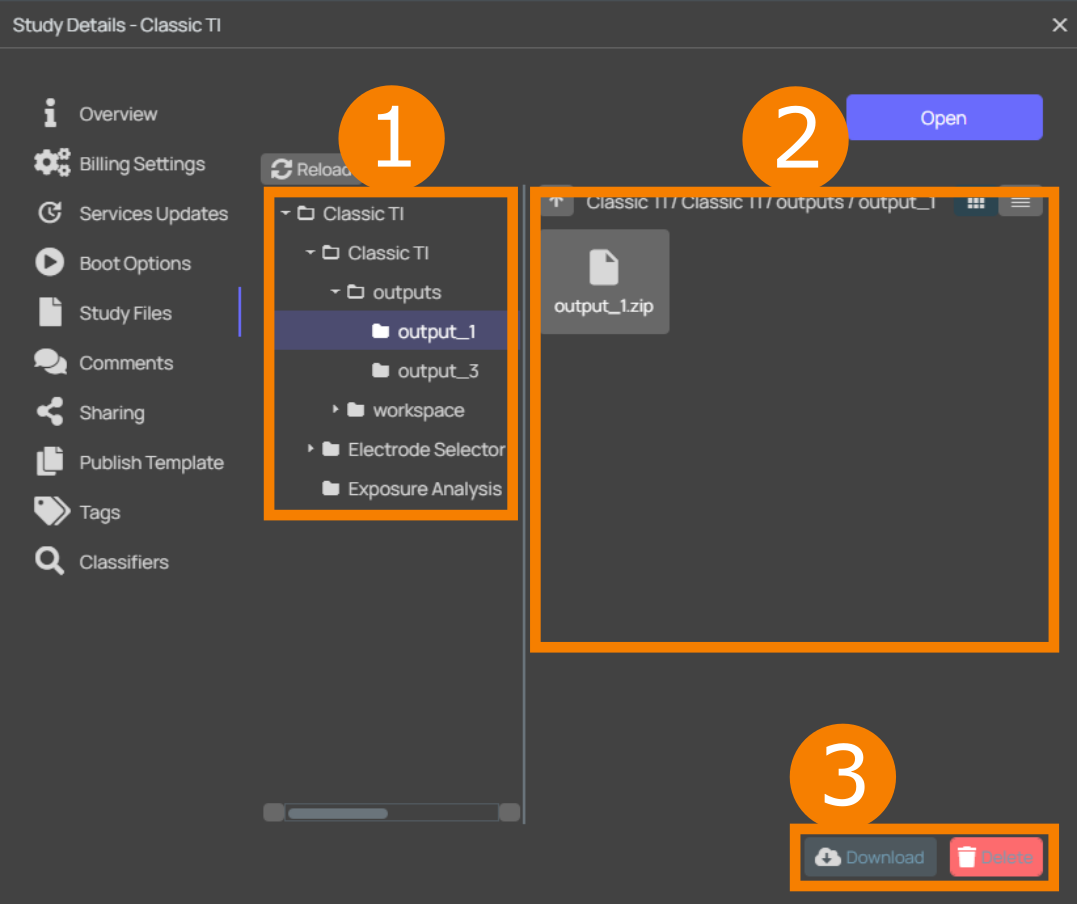 Study Details - Classic TI
Overview
Billing Settings
Services Updates
Boot Options
Study Files
Comments
Sharing
Publish Template
Tags
Classifiers
1
Reload
Classic TI
Classic TI
outputs
output_1
output_3
workspace
Electrode Selector
Exposure Analysis
2
Open
Classic TI / Classic TI / outputs / output_1
output_1.zip
3
Download
Delete